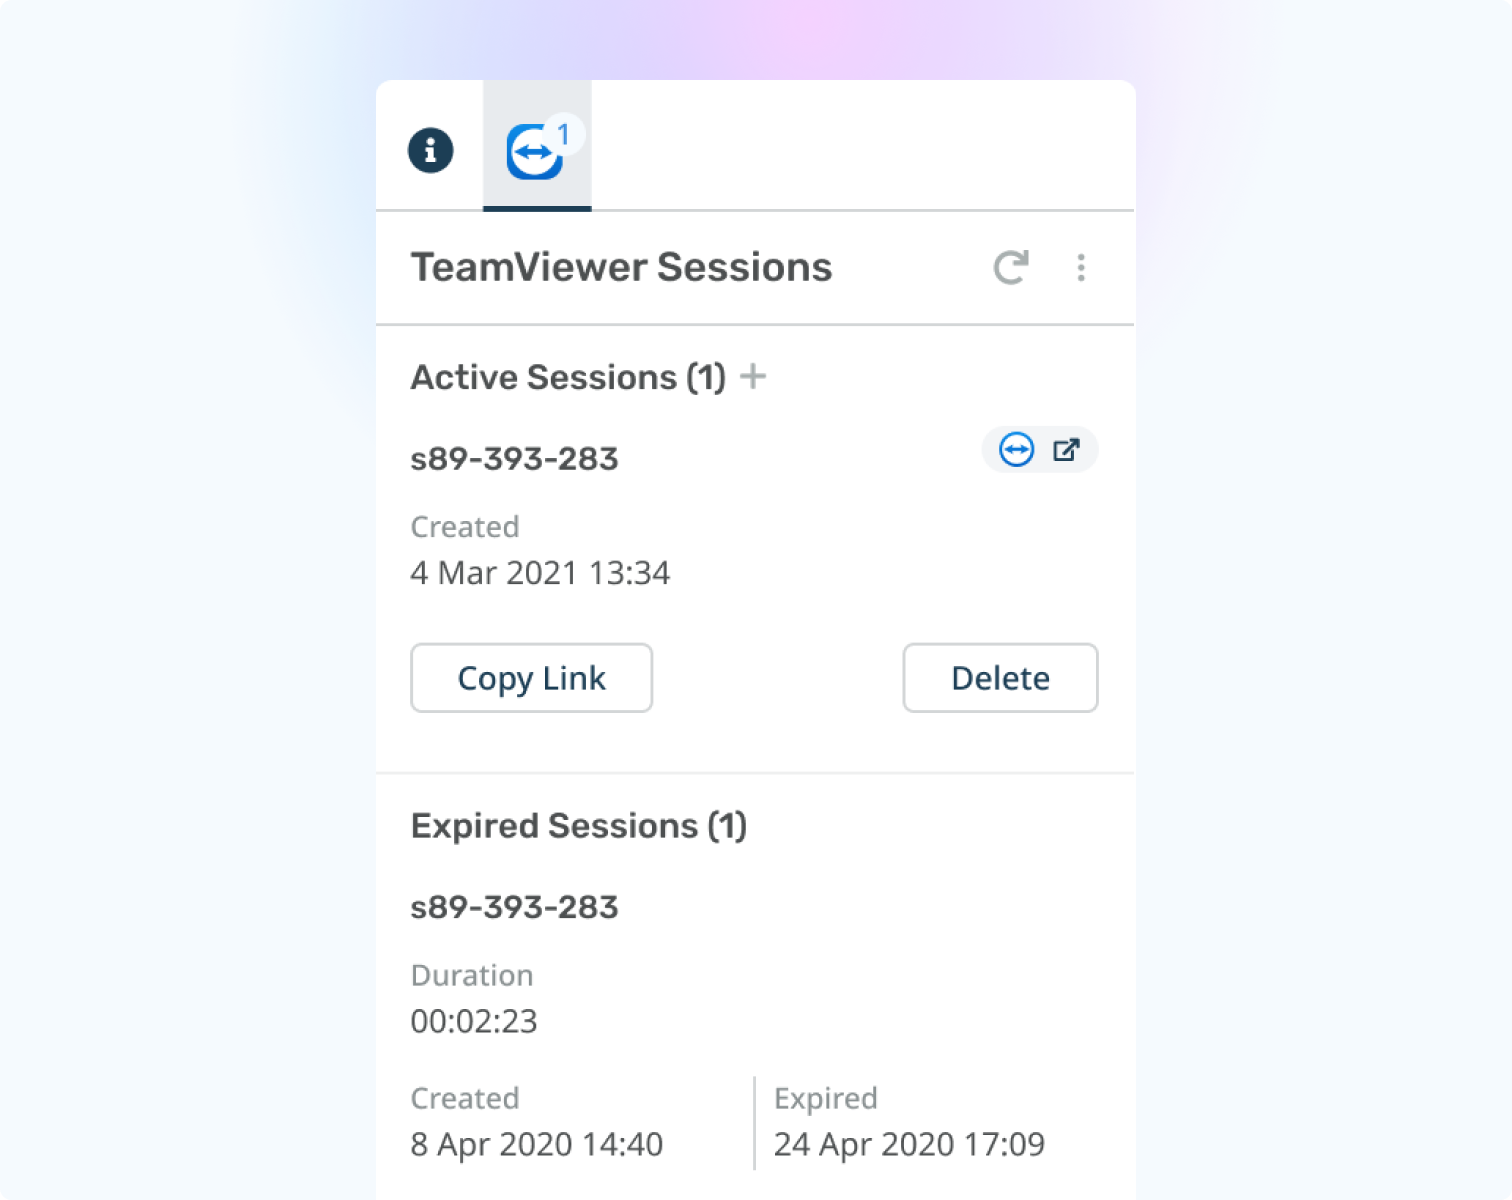 1
TeamViewer Sessions
Active Sessions (1)
s89-393-283
Created
4 Mar 2021 13:34
Copy Link
Delete
Expired Sessions (1)
s89-393-283
Duration
00:02:23
Created
8 Apr 2020 14:40
Expired
24 Apr 2020 17:09